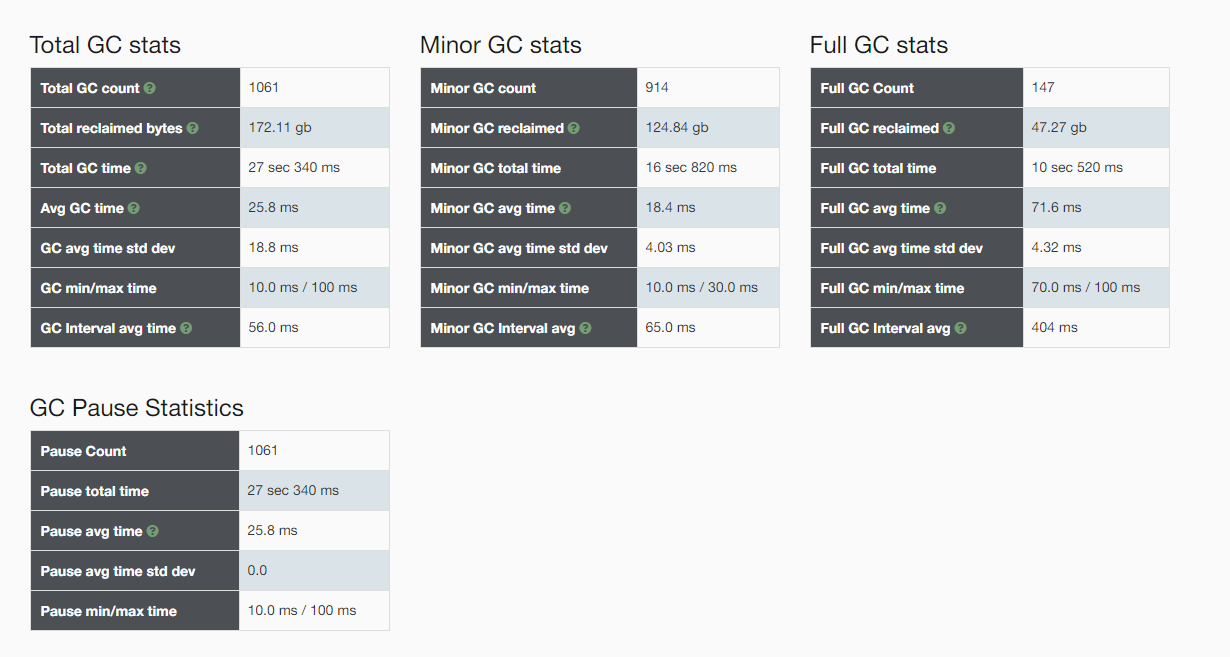 Total GC stats
Total GC count 1061
Total reclaimed bytes 172.11 gb
Total GC time 27 sec 340 ms
Avg GC time 25.8 ms
GC avg time std dev 18.8 ms
GC min/max time 10.0 ms / 100 ms
GC Interval avg time 56.0 ms
Minor GC stats
Minor GC count 914
Minor GC reclaimed 124.84 gb
Minor GC total time 16 sec 820 ms
Minor GC avg time 18.4 ms
Minor GC avg time std dev 4.03 ms
Minor GC min/max time 10.0 ms / 30.0 ms
Minor GC Interval avg 65.0 ms
Full GC stats
Full GC Count 147
Full GC reclaimed 47.27 gb
Full GC total time 10 sec 520 ms
Full GC avg time 71.6 ms
Full GC avg time std dev 4.32 ms
Full GC min/max time 70.0 ms / 100 ms
Full GC Interval avg 404 ms
GC Pause Statistics
Pause Count 1061
Pause total time 27 sec 340 ms
Pause avg time 25.8 ms
Pause avg time std dev 0.0
Pause min/max time 10.0 ms / 100 ms